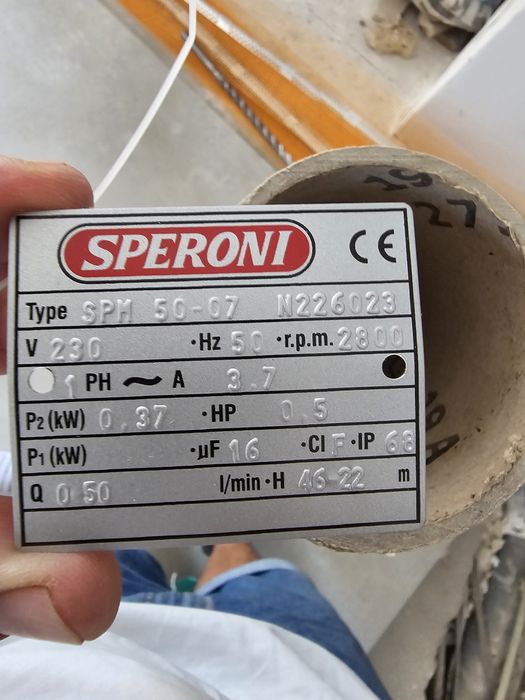 SPERONI CE
Type SPM 50-07 N226023
V 230 ·Hz 50 ·r.p.m. 2800
1 PH ~ A 3.7
P2 (kW) 0.37 ·HP 0.5
P1 (kW) ·µF 16 ·Cl F ·IP 68
Q 0 50 l/min ·H 46-22 m